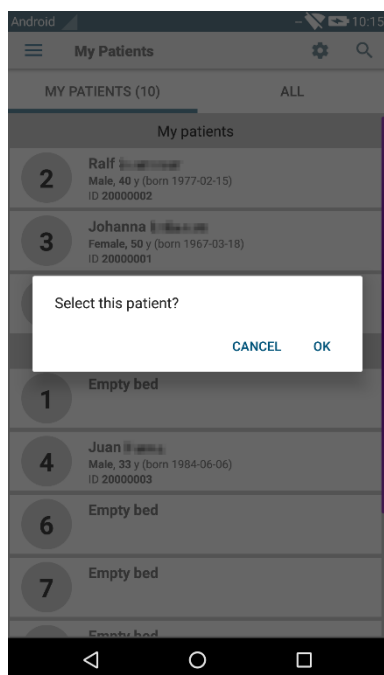 Android 10:15
My Patients
MY PATIENTS (10) ALL
My patients
2 Ralf
Male, 40 y (born 1977-02-15)
ID 20000002
3 Johanna
Female, 50 y (born 1967-03-18)
ID 20000001
Select this patient?
CANCEL OK
1 Empty bed
4 Juan
Male, 33 y (born 1984-06-06)
ID 20000003
6 Empty bed
7 Empty bed
Empty bed